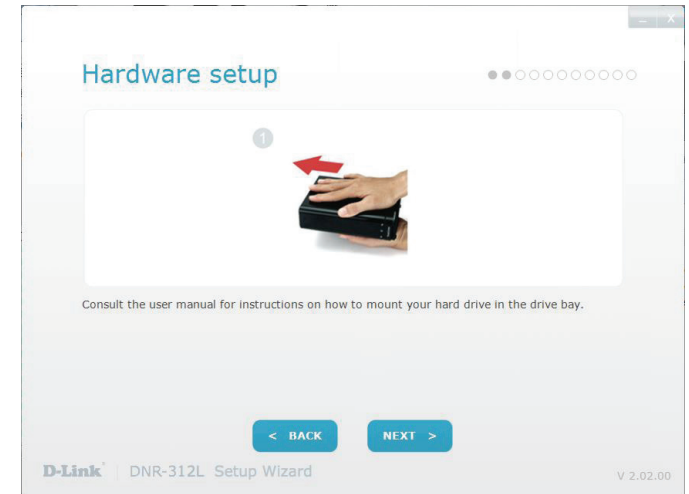 Hardware setup
1
Consult the user manual for instructions on how to mount your hard drive in the drive bay.
< BACK
NEXT >
D-Link DNR-312L Setup Wizard
V 2.02.00